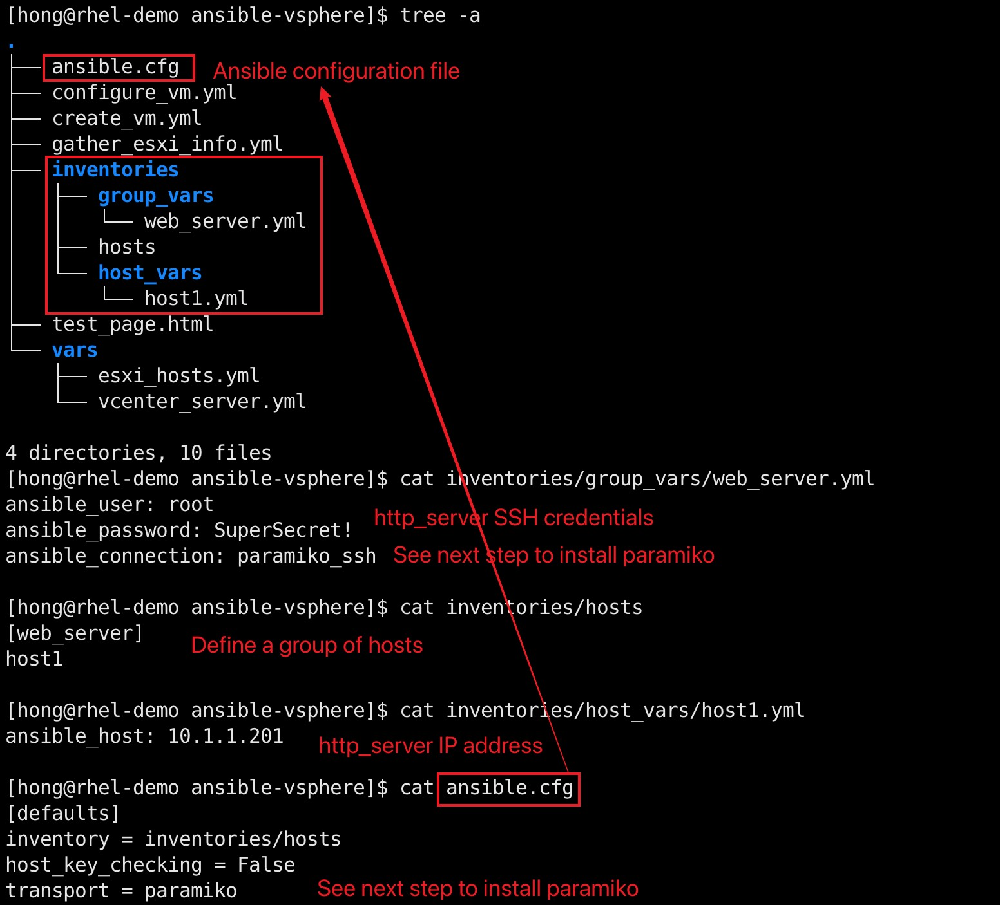 [hong@rhel-demo ansible-vsphere]$ tree -a
.
├── ansible.cfg Ansible configuration file
├── configure_vm.yml
├── create_vm.yml
├── gather_esxi_info.yml
├── inventories
│   ├── group_vars
│   │   └── web_server.yml
│   ├── hosts
│   └── host_vars
│       └── host1.yml
├── test_page.html
└── vars
    ├── esxi_hosts.yml
    └── vcenter_server.yml

4 directories, 10 files
[hong@rhel-demo ansible-vsphere]$ cat inventories/group_vars/web_server.yml
ansible_user: root
http_server SSH credentials
ansible_password: SuperSecret!
ansible_connection: paramiko_ssh See next step to install paramiko

[hong@rhel-demo ansible-vsphere]$ cat inventories/hosts
[web_server]
Define a group of hosts
host1

[hong@rhel-demo ansible-vsphere]$ cat inventories/host_vars/host1.yml
ansible_host: 10.1.1.201
http_server IP address

[hong@rhel-demo ansible-vsphere]$ cat ansible.cfg
[defaults]
inventory = inventories/hosts
host_key_checking = False
transport = paramiko See next step to install paramiko